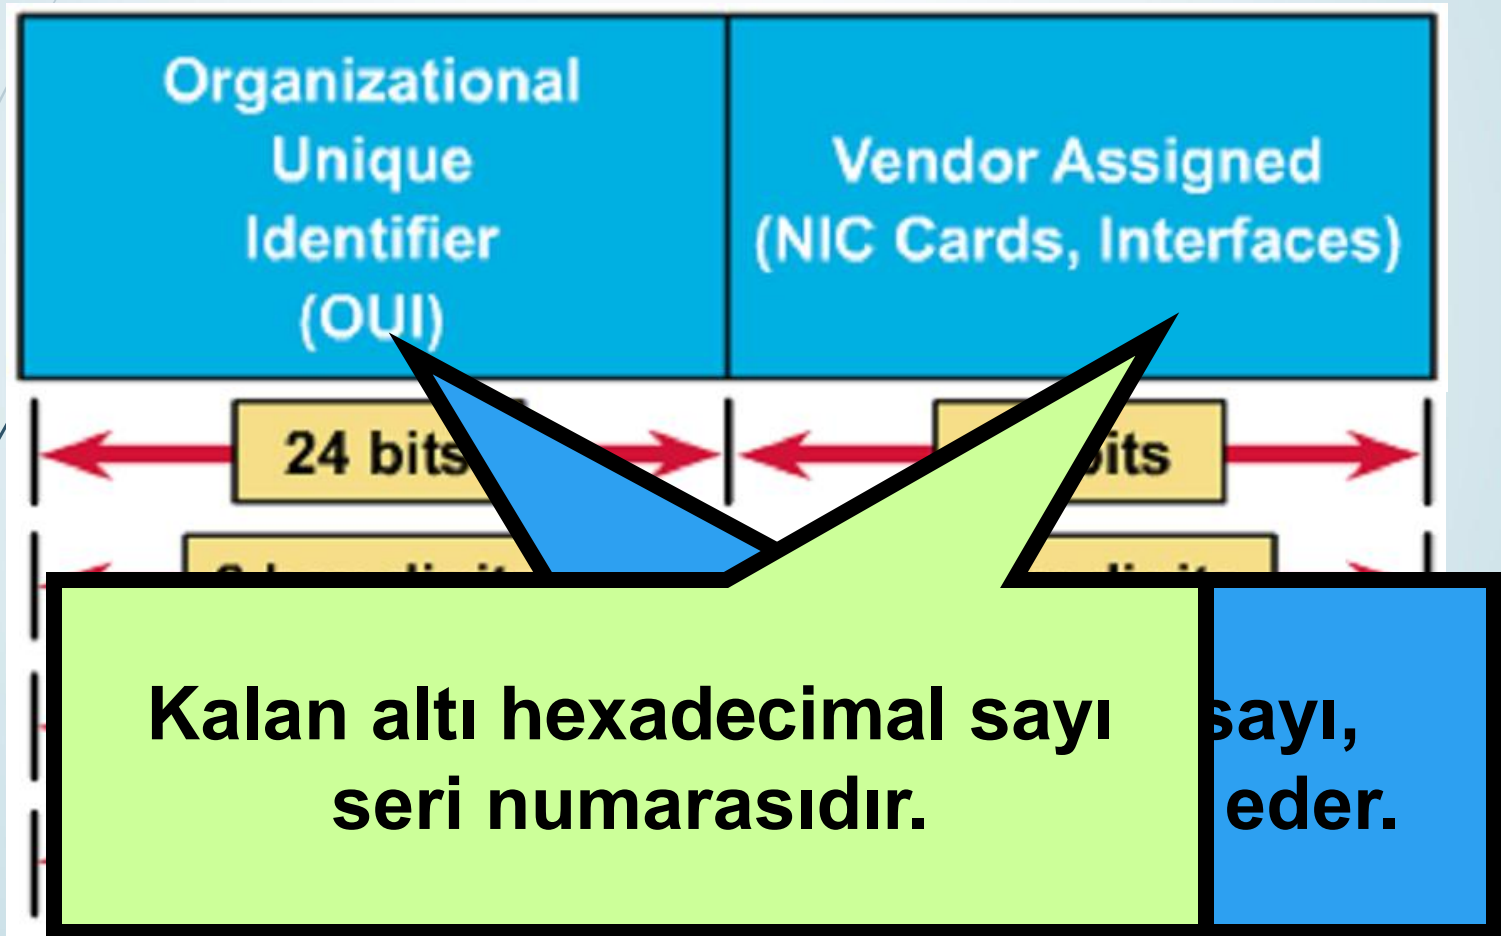 Organizational
Unique
Identifier
(OUI)
Vendor Assigned
(NIC Cards, Interfaces)
24 bits
bits
Kalan altı hexadecimal sayı
seri numarasıdır.
sayı,
eder.